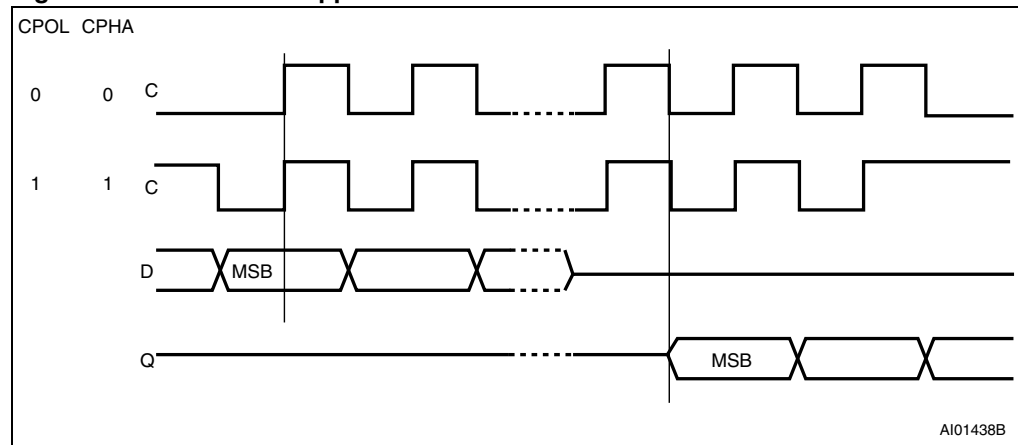 CPOL CPHA
0 0 C
1 1 C
D MSB
Q MSB
AI01438B